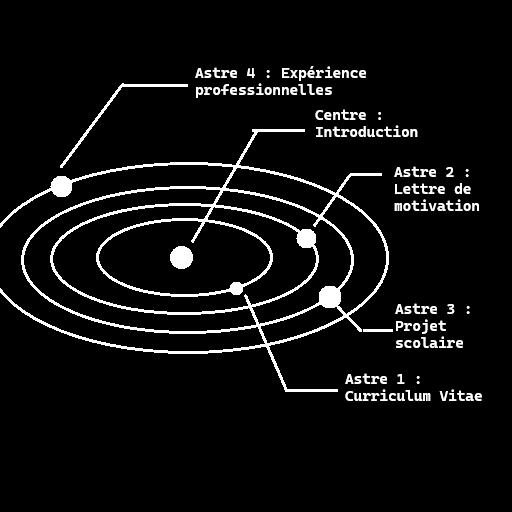 Astre 4 : Expérience
professionnelles
Centre :
Introduction
Astre 2 :
Lettre de
motivation
Astre 3 :
Projet
scolaire
Astre 1 :
Curriculum Vitae